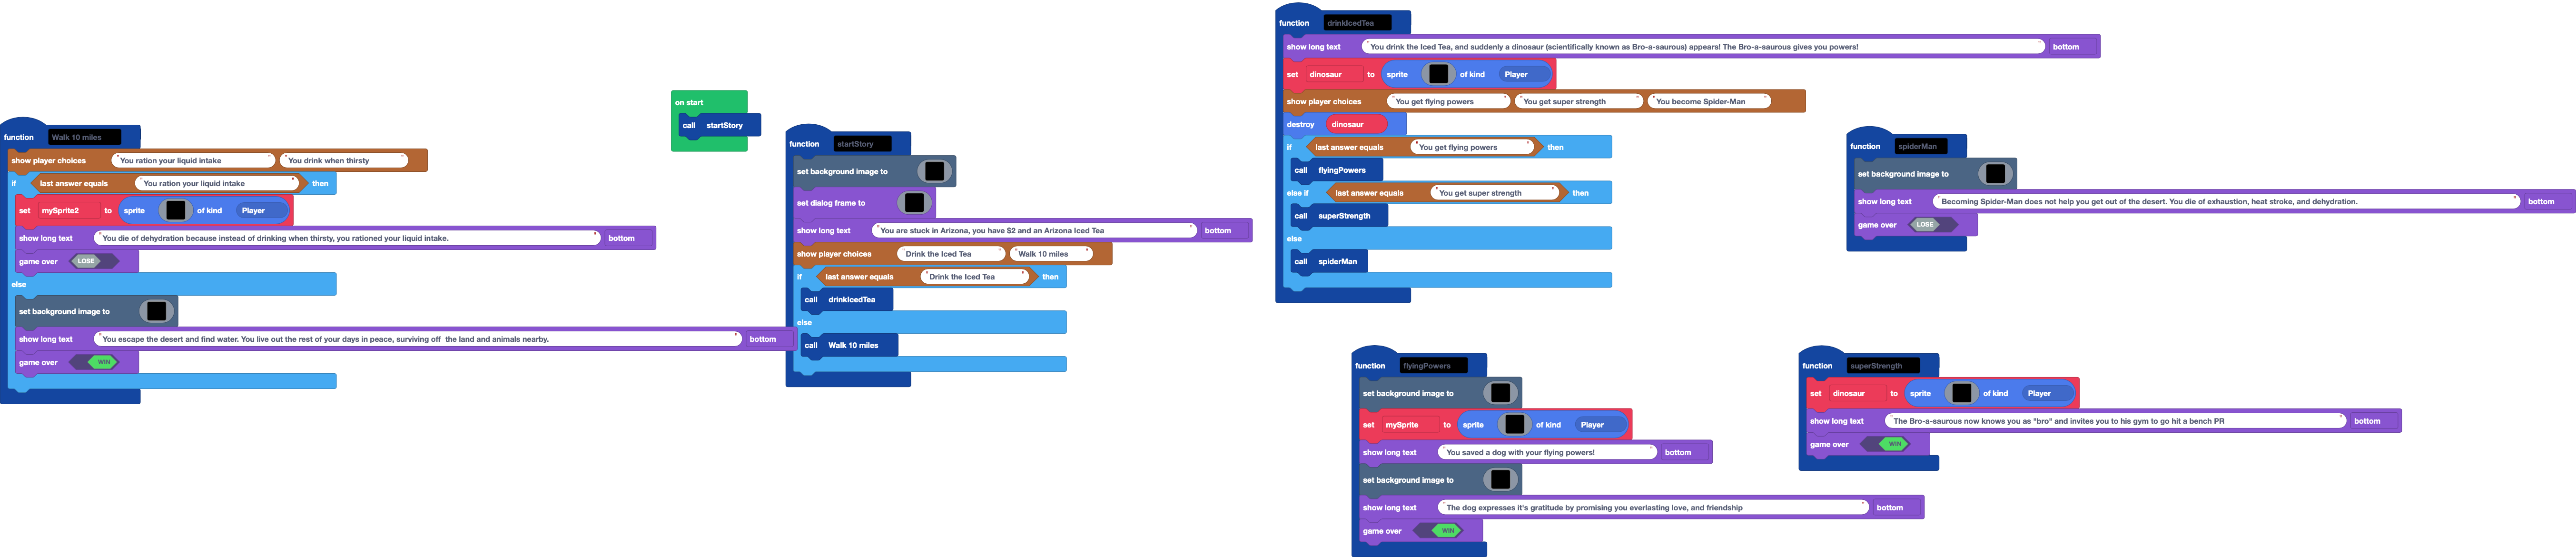 function Walk 10 miles
show player choices "You ration your liquid intake" "You drink when thirsty"
if last answer equals "You ration your liquid intake" then
set mySprite2 to sprite of kind Player
show long text "You die of dehydration because instead of drinking when thirsty, you rationed your liquid intake." bottom
game over LOSE
else
set background image to
show long text "You escape the desert and find water. You live out the rest of your days in peace, surviving off  the land and animals nearby." bottom
game over WIN
on start
call startStory
function startStory
set background image to
set dialog frame to
show long text "You are stuck in Arizona, you have $2 and an Arizona Iced Tea" bottom
show player choices "Drink the Iced Tea" "Walk 10 miles"
if last answer equals "Drink the Iced Tea" then
call drinkIcedTea
else
call Walk 10 miles
function drinkIcedTea
show long text "You drink the Iced Tea, and suddenly a dinosaur (scientifically known as Bro-a-saurous) appears! The Bro-a-saurous gives you powers!" bottom
set dinosaur to sprite of kind Player
show player choices "You get flying powers" "You get super strength" "You become Spider-Man"
destroy dinosaur
if last answer equals "You get flying powers" then
call flyingPowers
else if last answer equals "You get super strength" then
call superStrength
else
call spiderMan
function spiderMan
set background image to
show long text "Becoming Spider-Man does not help you get out of the desert. You die of exhaustion, heat stroke, and dehydration." bottom
game over LOSE
function flyingPowers
set background image to
set mySprite to sprite of kind Player
show long text "You saved a dog with your flying powers!" bottom
set background image to
show long text "The dog expresses it's gratitude by promising you everlasting love, and friendship" bottom
game over WIN
function superStrength
set dinosaur to sprite of kind Player
show long text "The Bro-a-saurous now knows you as "bro" and invites you to his gym to go hit a bench PR" bottom
game over WIN